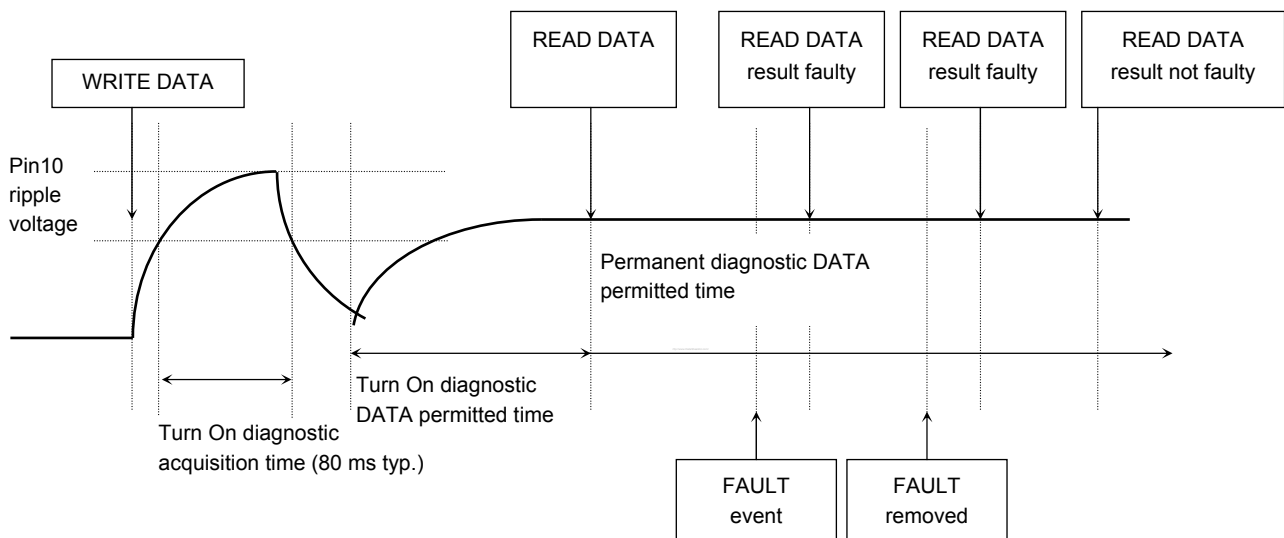 READ DATA
READ DATA
result faulty
READ DATA
result faulty
READ DATA
result not faulty
WRITE DATA
Pin10
ripple
voltage
Permanent diagnostic DATA
permitted time
Turn On diagnostic
DATA permitted time
Turn On diagnostic
acquisition time (80 ms typ.)
FAULT
event
FAULT
removed